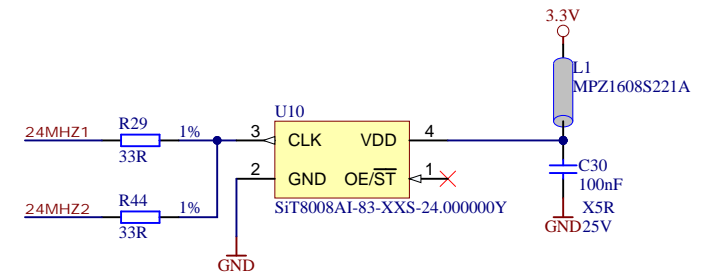 3.3V
L1
MPZ1608S221A
U10
R29
24MHZ1
1%
33R
3
CLK
VDD
4
2
GND
OE/ST
1
C30
100nF
X5R
25V
GND
R44
24MHZ2
1%
33R
SiT8008AI-83-XXS-24.000000Y
GND